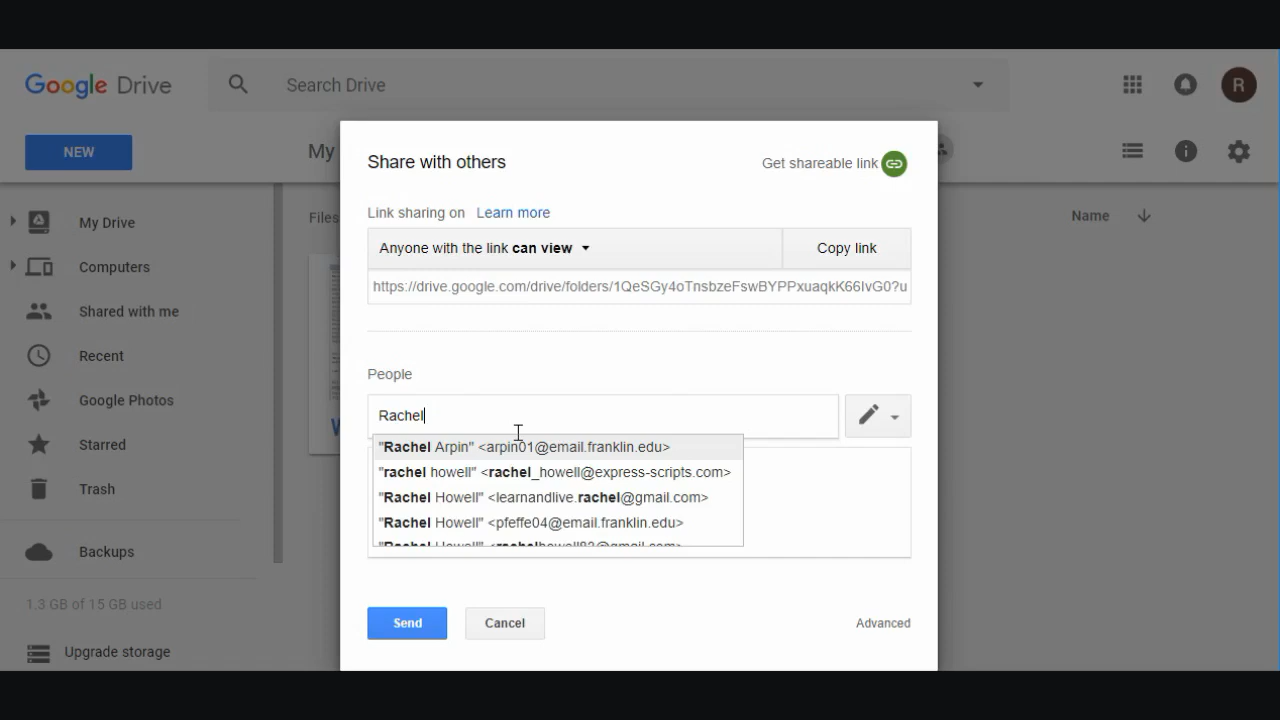 Google Drive
Search Drive
R
NEW
My
Share with others
Get shareable link
Link sharing on Learn more
Files
Name
My Drive
Anyone with the link can view
Copy link
Computers
https://drive.google.com/drive/folders/1QeSGy4oTnsbzeFswBYPPxuaqkK66IvG0?u
Shared with me
Recent
People
Google Photos
Rachel
Starred
"Rachel Arpin" <arpin01@email.franklin.edu>
"rachel howell" <rachel_howell@express-scripts.com>
Trash
"Rachel Howell" <learnandlive.rachel@gmail.com>
"Rachel Howell" <pfeffe04@email.franklin.edu>
"Rachel Howell"
Backups
1.3 GB of 15 GB used
Send
Cancel
Advanced
Upgrade storage